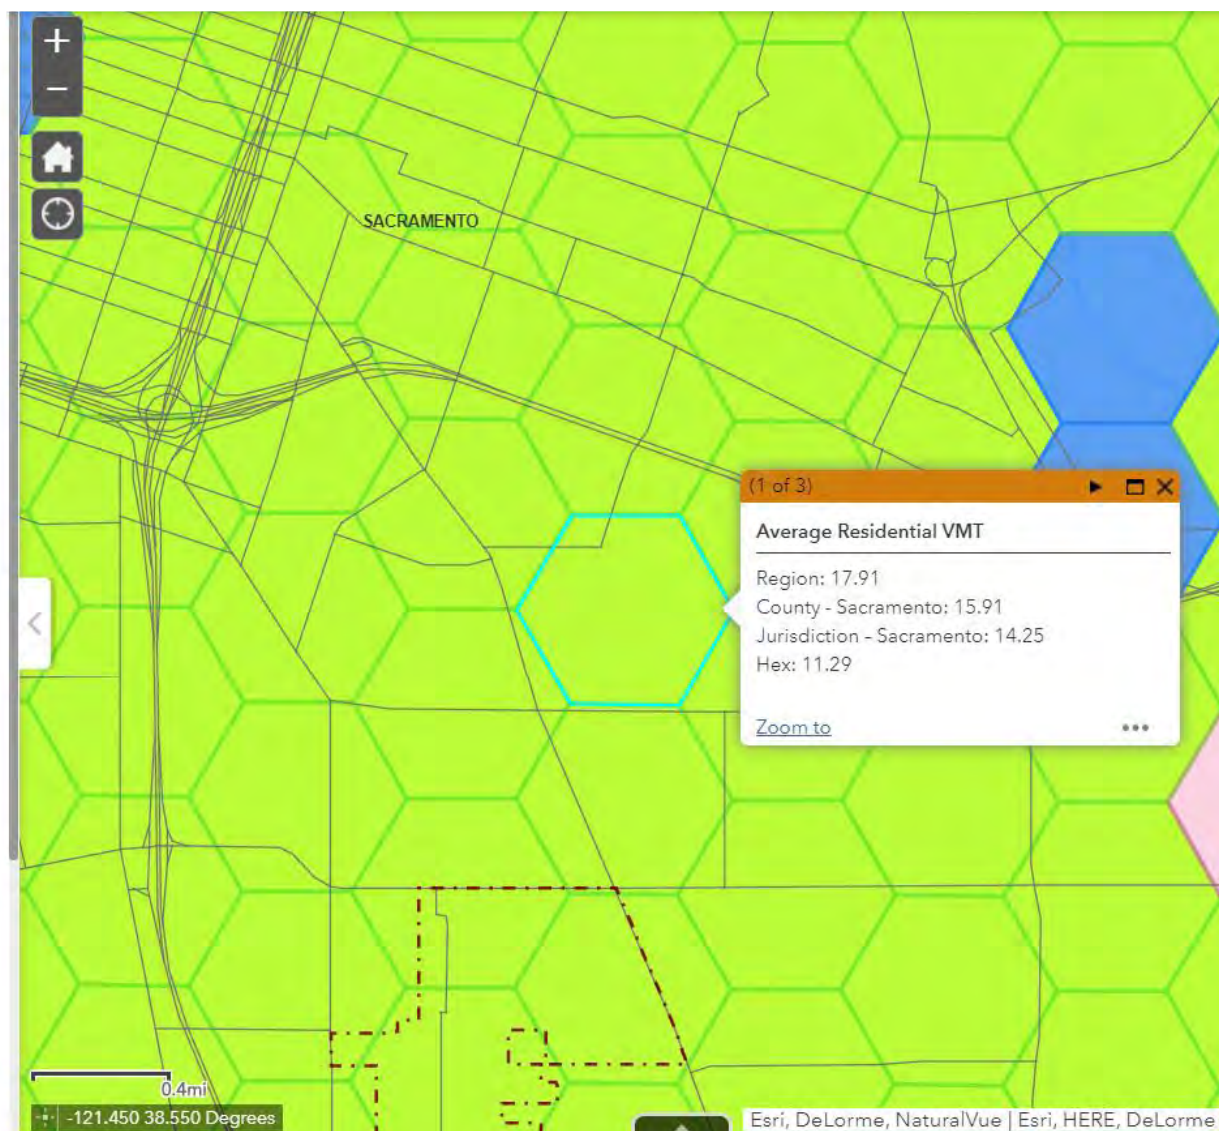 +
−
SACRAMENTO
(1 of 3)
Average Residential VMT
Region: 17.91
County - Sacramento: 15.91
Jurisdiction - Sacramento: 14.25
Hex: 11.29
Zoom to
0.4mi
-121.450 38.550 Degrees
Esri, DeLorme, NaturalVue | Esri, HERE, DeLorme